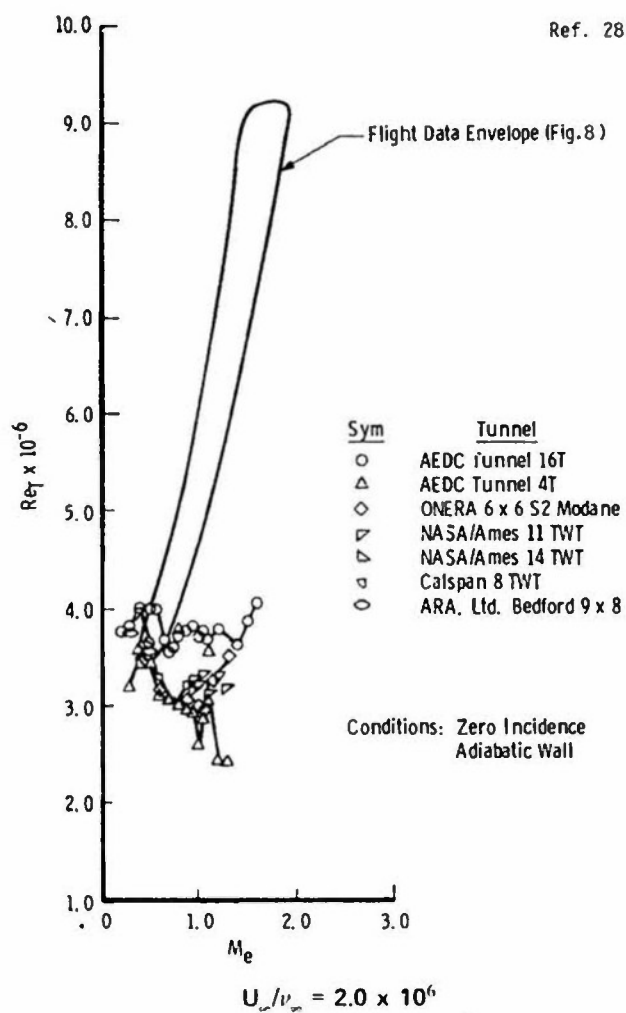 Ref. 28
10.0
9.0
8.0
7.0
6.0
5.0
4.0
3.0
2.0
1.0
Re_T x 10^-6
Flight Data Envelope (Fig. 8)
Sym Tunnel
AEDC Tunnel 16T
AEDC Tunnel 4T
ONERA 6 x 6 S2 Modane
NASA/Ames 11 TWT
NASA/Ames 14 TWT
Calspan 8 TWT
ARA, Ltd. Bedford 9 x 8
Conditions: Zero Incidence
Adiabatic Wall
0 1.0 2.0 3.0
M_e
U_∞/ν_∞ = 2.0 x 10^6